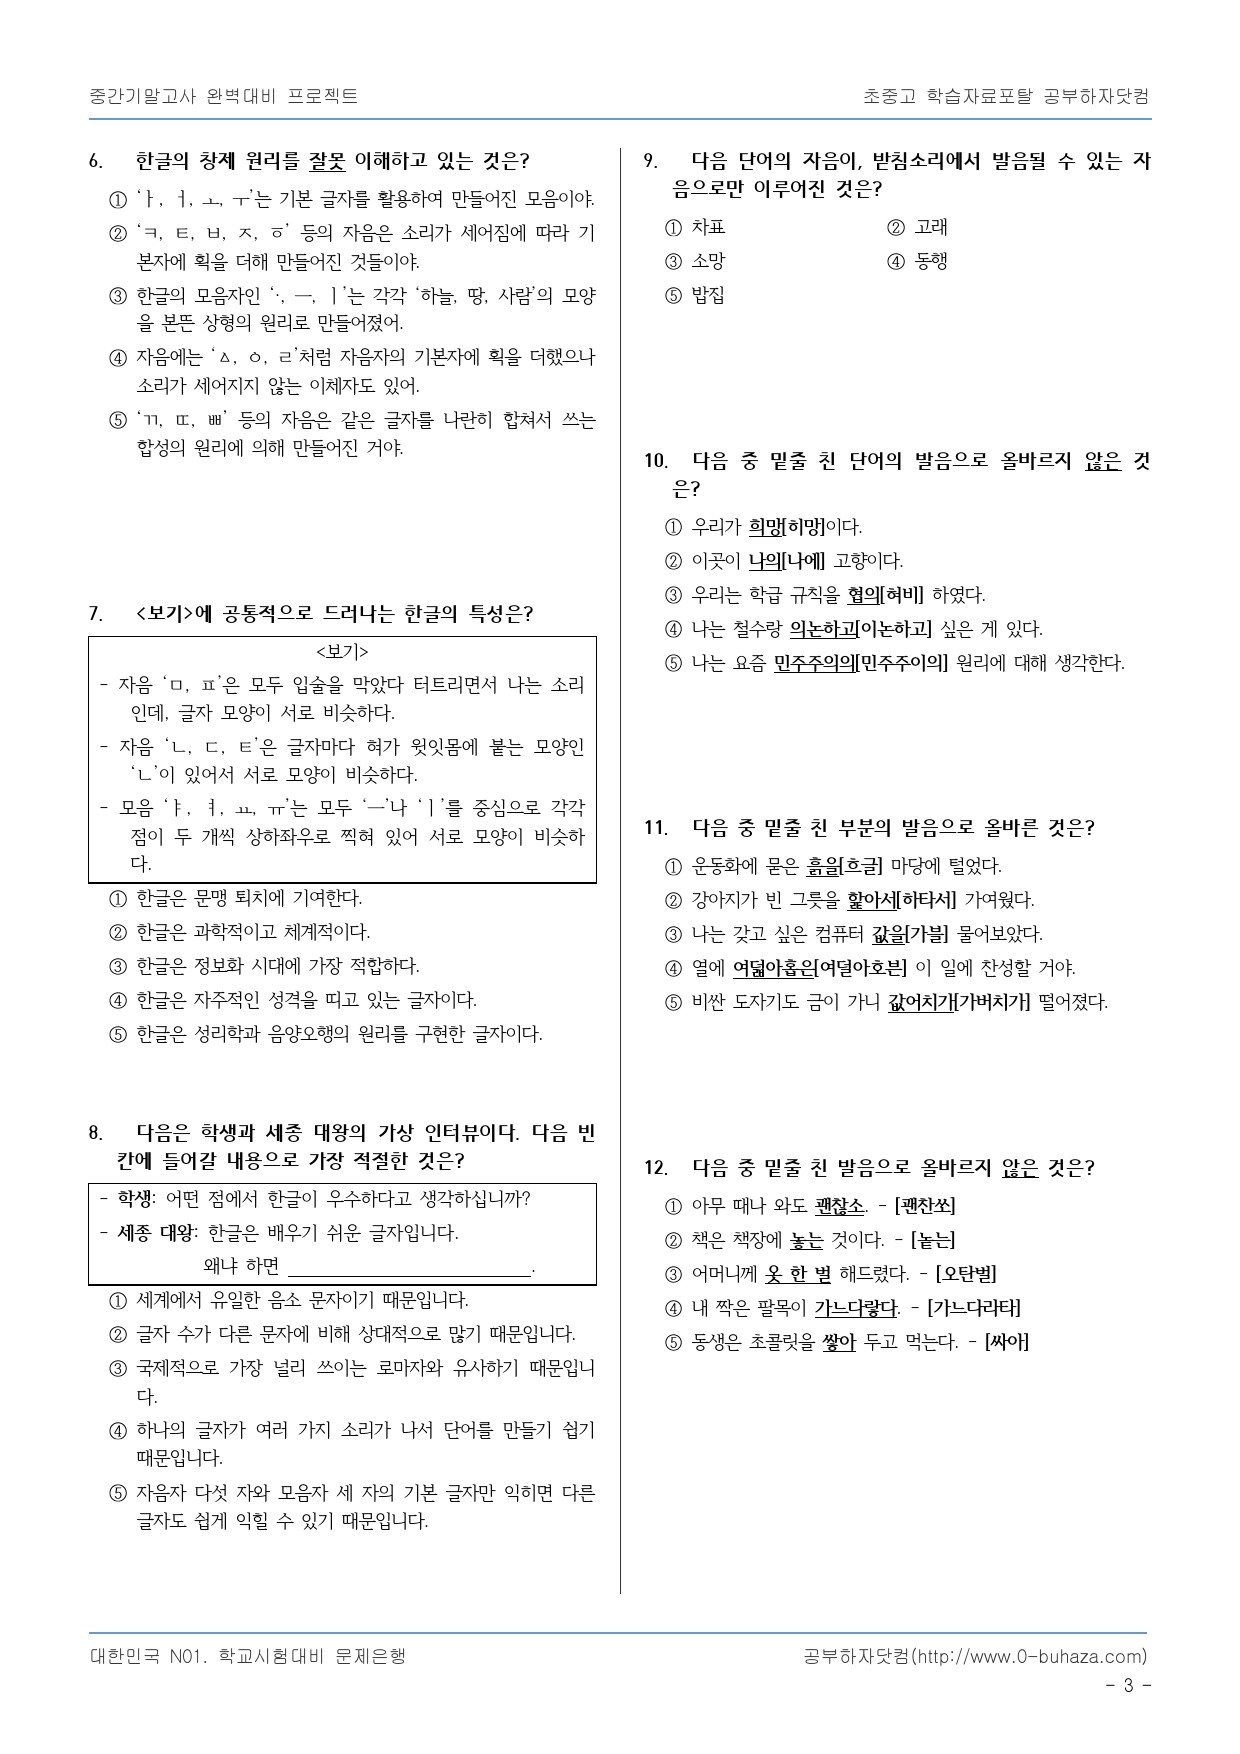 중간기말고사 완벽대비 프로젝트
초중고 학습자료포탈 공부하자닷컴
6. 한글의 창제 원리를 잘못 이해하고 있는 것은?
① ‘ㅏ, ㅓ, ㅗ, ㅜ’는 기본 글자를 활용하여 만들어진 모음이야.
② ‘ㅋ, ㅌ, ㅂ, ㅈ, ㅎ’ 등의 자음은 소리가 세어짐에 따라 기
본자에 획을 더해 만들어진 것들이야.
③ 한글의 모음자인 ‘·, ㅡ, ㅣ’는 각각 ‘하늘, 땅, 사람’의 모양
을 본뜬 상형의 원리로 만들어졌어.
④ 자음에는 ‘ㅿ, ㆁ, ㄹ’처럼 자음자의 기본자에 획을 더했으나
소리가 세어지지 않는 이체자도 있어.
⑤ ‘ㄲ, ㄸ, ㅃ’ 등의 자음은 같은 글자를 나란히 합쳐서 쓰는
합성의 원리에 의해 만들어진 거야.
7. <보기>에 공통적으로 드러나는 한글의 특성은?
<보기>
- 자음 ‘ㅁ, ㅍ’은 모두 입술을 막았다 터트리면서 나는 소리
인데, 글자 모양이 서로 비슷하다.
- 자음 ‘ㄴ, ㄷ, ㅌ’은 글자마다 혀가 윗잇몸에 붙는 모양인
‘ㄴ’이 있어서 서로 모양이 비슷하다.
- 모음 ‘ㅑ, ㅕ, ㅛ, ㅠ’는 모두 ‘ㅡ’나 ‘ㅣ’를 중심으로 각각
점이 두 개씩 상하좌우로 찍혀 있어 서로 모양이 비슷하
다.
① 한글은 문맹 퇴치에 기여한다.
② 한글은 과학적이고 체계적이다.
③ 한글은 정보화 시대에 가장 적합하다.
④ 한글은 자주적인 성격을 띠고 있는 글자이다.
⑤ 한글은 성리학과 음양오행의 원리를 구현한 글자이다.
8. 다음은 학생과 세종 대왕의 가상 인터뷰이다. 다음 빈
칸에 들어갈 내용으로 가장 적절한 것은?
- 학생: 어떤 점에서 한글이 우수하다고 생각하십니까?
- 세종 대왕: 한글은 배우기 쉬운 글자입니다.
왜냐 하면 ____________________.
① 세계에서 유일한 음소 문자이기 때문입니다.
② 글자 수가 다른 문자에 비해 상대적으로 많기 때문입니다.
③ 국제적으로 가장 널리 쓰이는 로마자와 유사하기 때문입니
다.
④ 하나의 글자가 여러 가지 소리가 나서 단어를 만들기 쉽기
때문입니다.
⑤ 자음자 다섯 자와 모음자 세 자의 기본 글자만 익히면 다른
글자도 쉽게 익힐 수 있기 때문입니다.
9. 다음 단어의 자음이, 받침소리에서 발음될 수 있는 자
음으로만 이루어진 것은?
① 차표 ② 고래
③ 소망 ④ 동행
⑤ 밥집
10. 다음 중 밑줄 친 단어의 발음으로 올바르지 않은 것
은?
① 우리가 희망[히망]이다.
② 이곳이 나의[나에] 고향이다.
③ 우리는 학급 규칙을 협의[혀비] 하였다.
④ 나는 철수랑 의논하고[이논하고] 싶은 게 있다.
⑤ 나는 요즘 민주주의의[민주주이의] 원리에 대해 생각한다.
11. 다음 중 밑줄 친 부분의 발음으로 올바른 것은?
① 운동화에 묻은 흙을[흐글] 마당에 털었다.
② 강아지가 빈 그릇을 핥아서[하타서] 가여웠다.
③ 나는 갖고 싶은 컴퓨터 값을[가블] 물어보았다.
④ 열에 여덟아홉은[여덜아호븐] 이 일에 찬성할 거야.
⑤ 비싼 도자기도 금이 가니 값어치가[가버치가] 떨어졌다.
12. 다음 중 밑줄 친 발음으로 올바르지 않은 것은?
① 아무 때나 와도 괜찮소. - [괜찬쏘]
② 책은 책장에 놓는 것이다. - [녿는]
③ 어머니께 옷 한 벌 해드렸다. - [오탄벌]
④ 내 짝은 팔목이 가느다랗다. - [가느다라타]
⑤ 동생은 초콜릿을 쌓아 두고 먹는다. - [싸아]
대한민국 N01. 학교시험대비 문제은행
공부하자닷컴(http://www.0-buhaza.com)
- 3 -